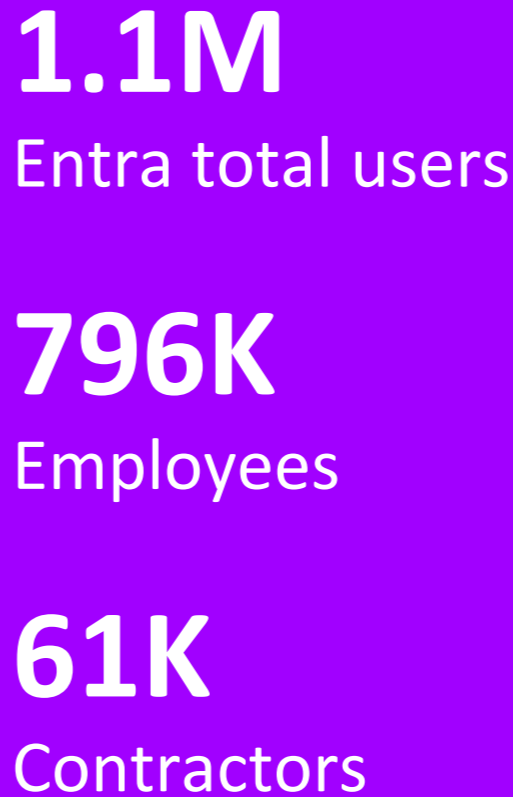 1.1M
Entra total users
796K
Employees
61K
Contractors